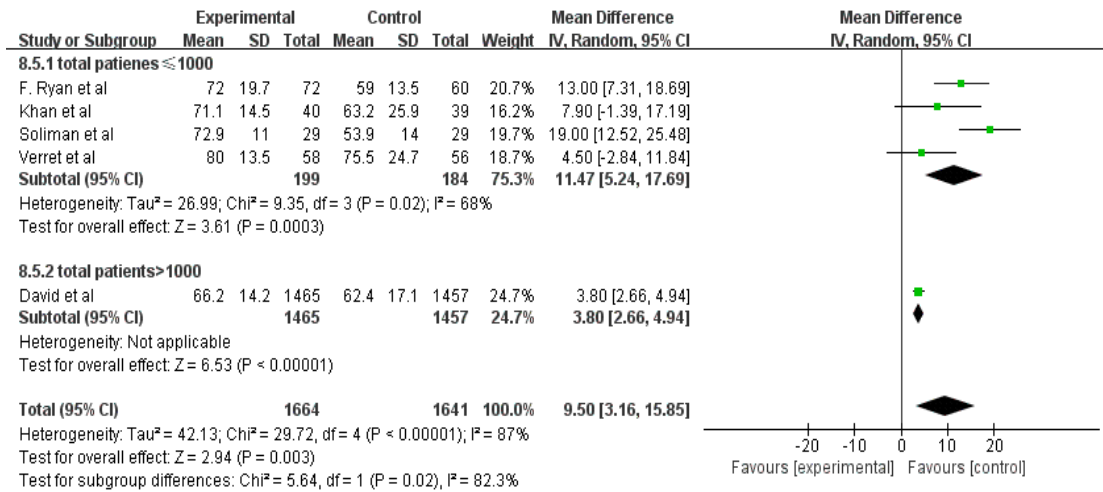 Experimental Control Mean Difference Mean Difference
Study or Subgroup Mean SD Total Mean SD Total Weight IV, Random, 95% CI IV, Random, 95% CI
8.5.1 total patienes ≤1000
F. Ryan et al 72 19.7 72 59 13.5 60 20.7% 13.00 [7.31, 18.69]
Khan et al 71.1 14.5 40 63.2 25.9 39 16.2% 7.90 [-1.39, 17.19]
Soliman et al 72.9 11 29 53.9 14 29 19.7% 19.00 [12.52, 25.48]
Verret et al 80 13.5 58 75.5 24.7 56 18.7% 4.50 [-2.84, 11.84]
Subtotal (95% CI) 199 184 75.3% 11.47 [5.24, 17.69]
Heterogeneity: Tau² = 26.99; Chi² = 9.35, df = 3 (P = 0.02); I² = 68%
Test for overall effect: Z = 3.61 (P = 0.0003)
8.5.2 total patients>1000
David et al 66.2 14.2 1465 62.4 17.1 1457 24.7% 3.80 [2.66, 4.94]
Subtotal (95% CI) 1465 1457 24.7% 3.80 [2.66, 4.94]
Heterogeneity: Not applicable
Test for overall effect: Z = 6.53 (P < 0.00001)
Total (95% CI) 1664 1641 100.0% 9.50 [3.16, 15.85]
Heterogeneity: Tau² = 42.13; Chi² = 29.72, df = 4 (P < 0.00001); I² = 87%
Test for overall effect: Z = 2.94 (P = 0.003)
Test for subgroup differences: Chi² = 5.64, df = 1 (P = 0.02), I² = 82.3%
-20 -10 0 10 20
Favours [experimental] Favours [control]